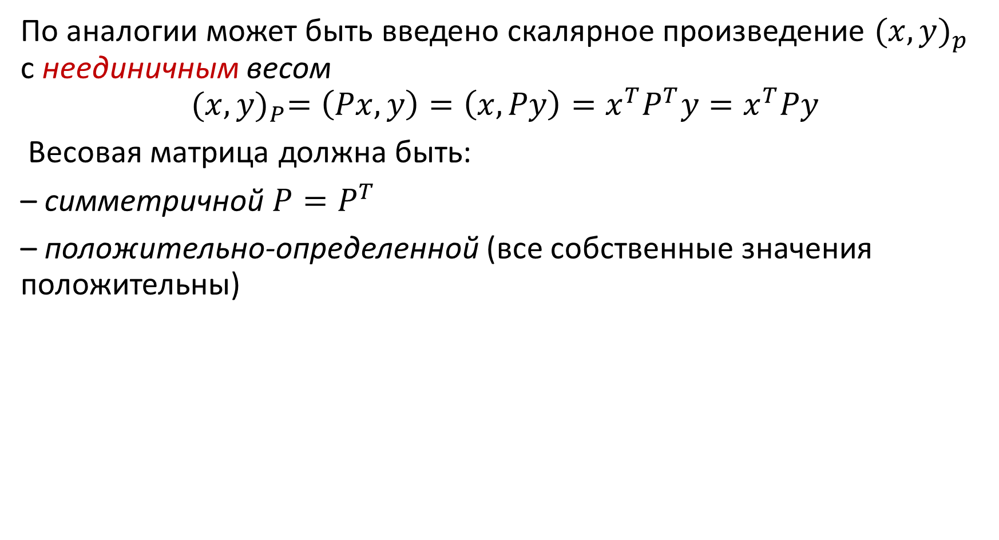 По аналогии может быть введено скалярное произведение (x, y)ₚ
с неединичным весом
(x, y)_P = (Px, y) = (x, Py) = x^T P^T y = x^T Py
Весовая матрица должна быть:
– симметричной P = P^T
– положительно-определенной (все собственные значения
положительны)